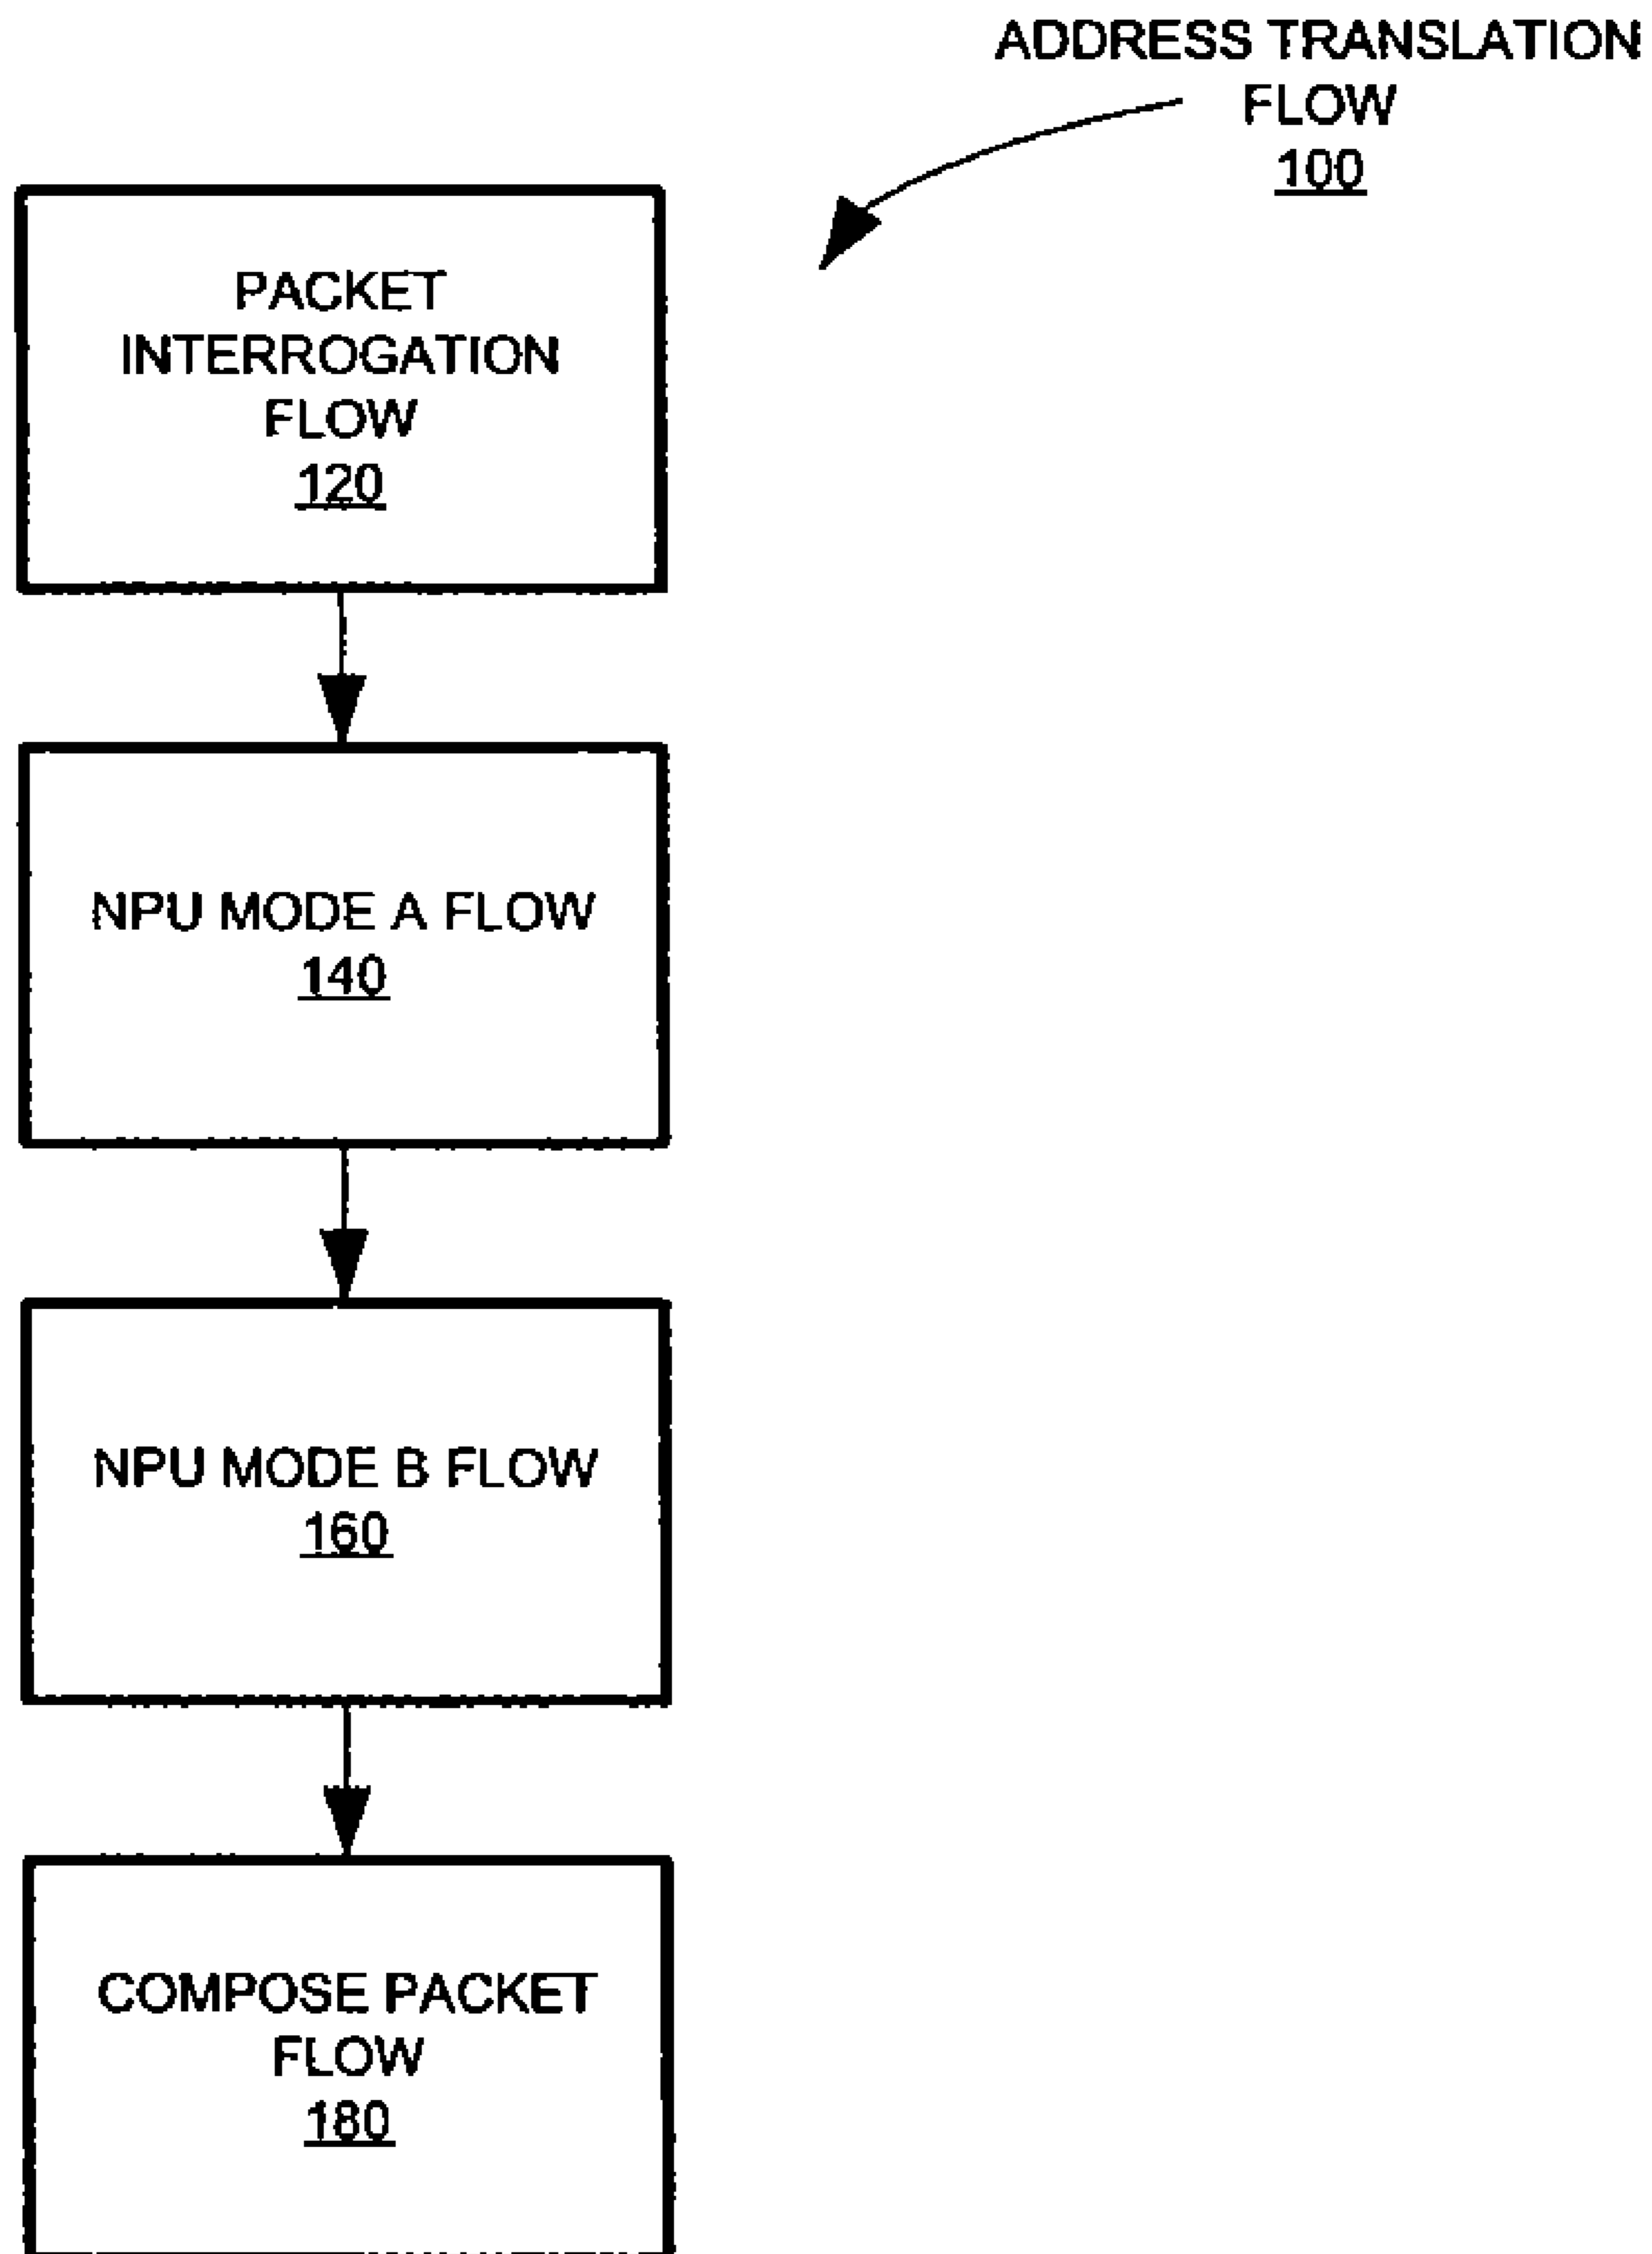 ADDRESS TRANSLATION
FLOW
100
PACKET
INTERROGATION
FLOW
120
NPU MODE A FLOW
140
NPU MODE B FLOW
160
COMPOSE PACKET
FLOW
180